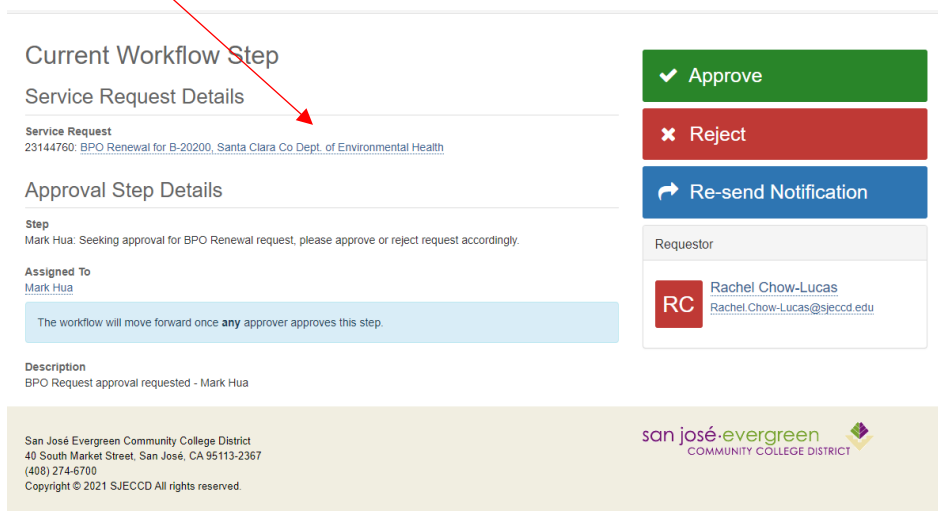 Current Workflow Step
Service Request Details
Service Request
23144760: BPO Renewal for B-20200, Santa Clara Co Dept. of Environmental Health
Approval Step Details
Step
Mark Hua: Seeking approval for BPO Renewal request, please approve or reject request accordingly.
Assigned To
Mark Hua
The workflow will move forward once any approver approves this step.
Description
BPO Request approval requested - Mark Hua
Approve
Reject
Re-send Notification
Requestor
RC
Rachel Chow-Lucas
Rachel.Chow-Lucas@sjeccd.edu
San José Evergreen Community College District
40 South Market Street, San José, CA 95113-2367
(408) 274-6700
Copyright © 2021 SJECCD All rights reserved.
san josé·evergreen
COMMUNITY COLLEGE DISTRICT